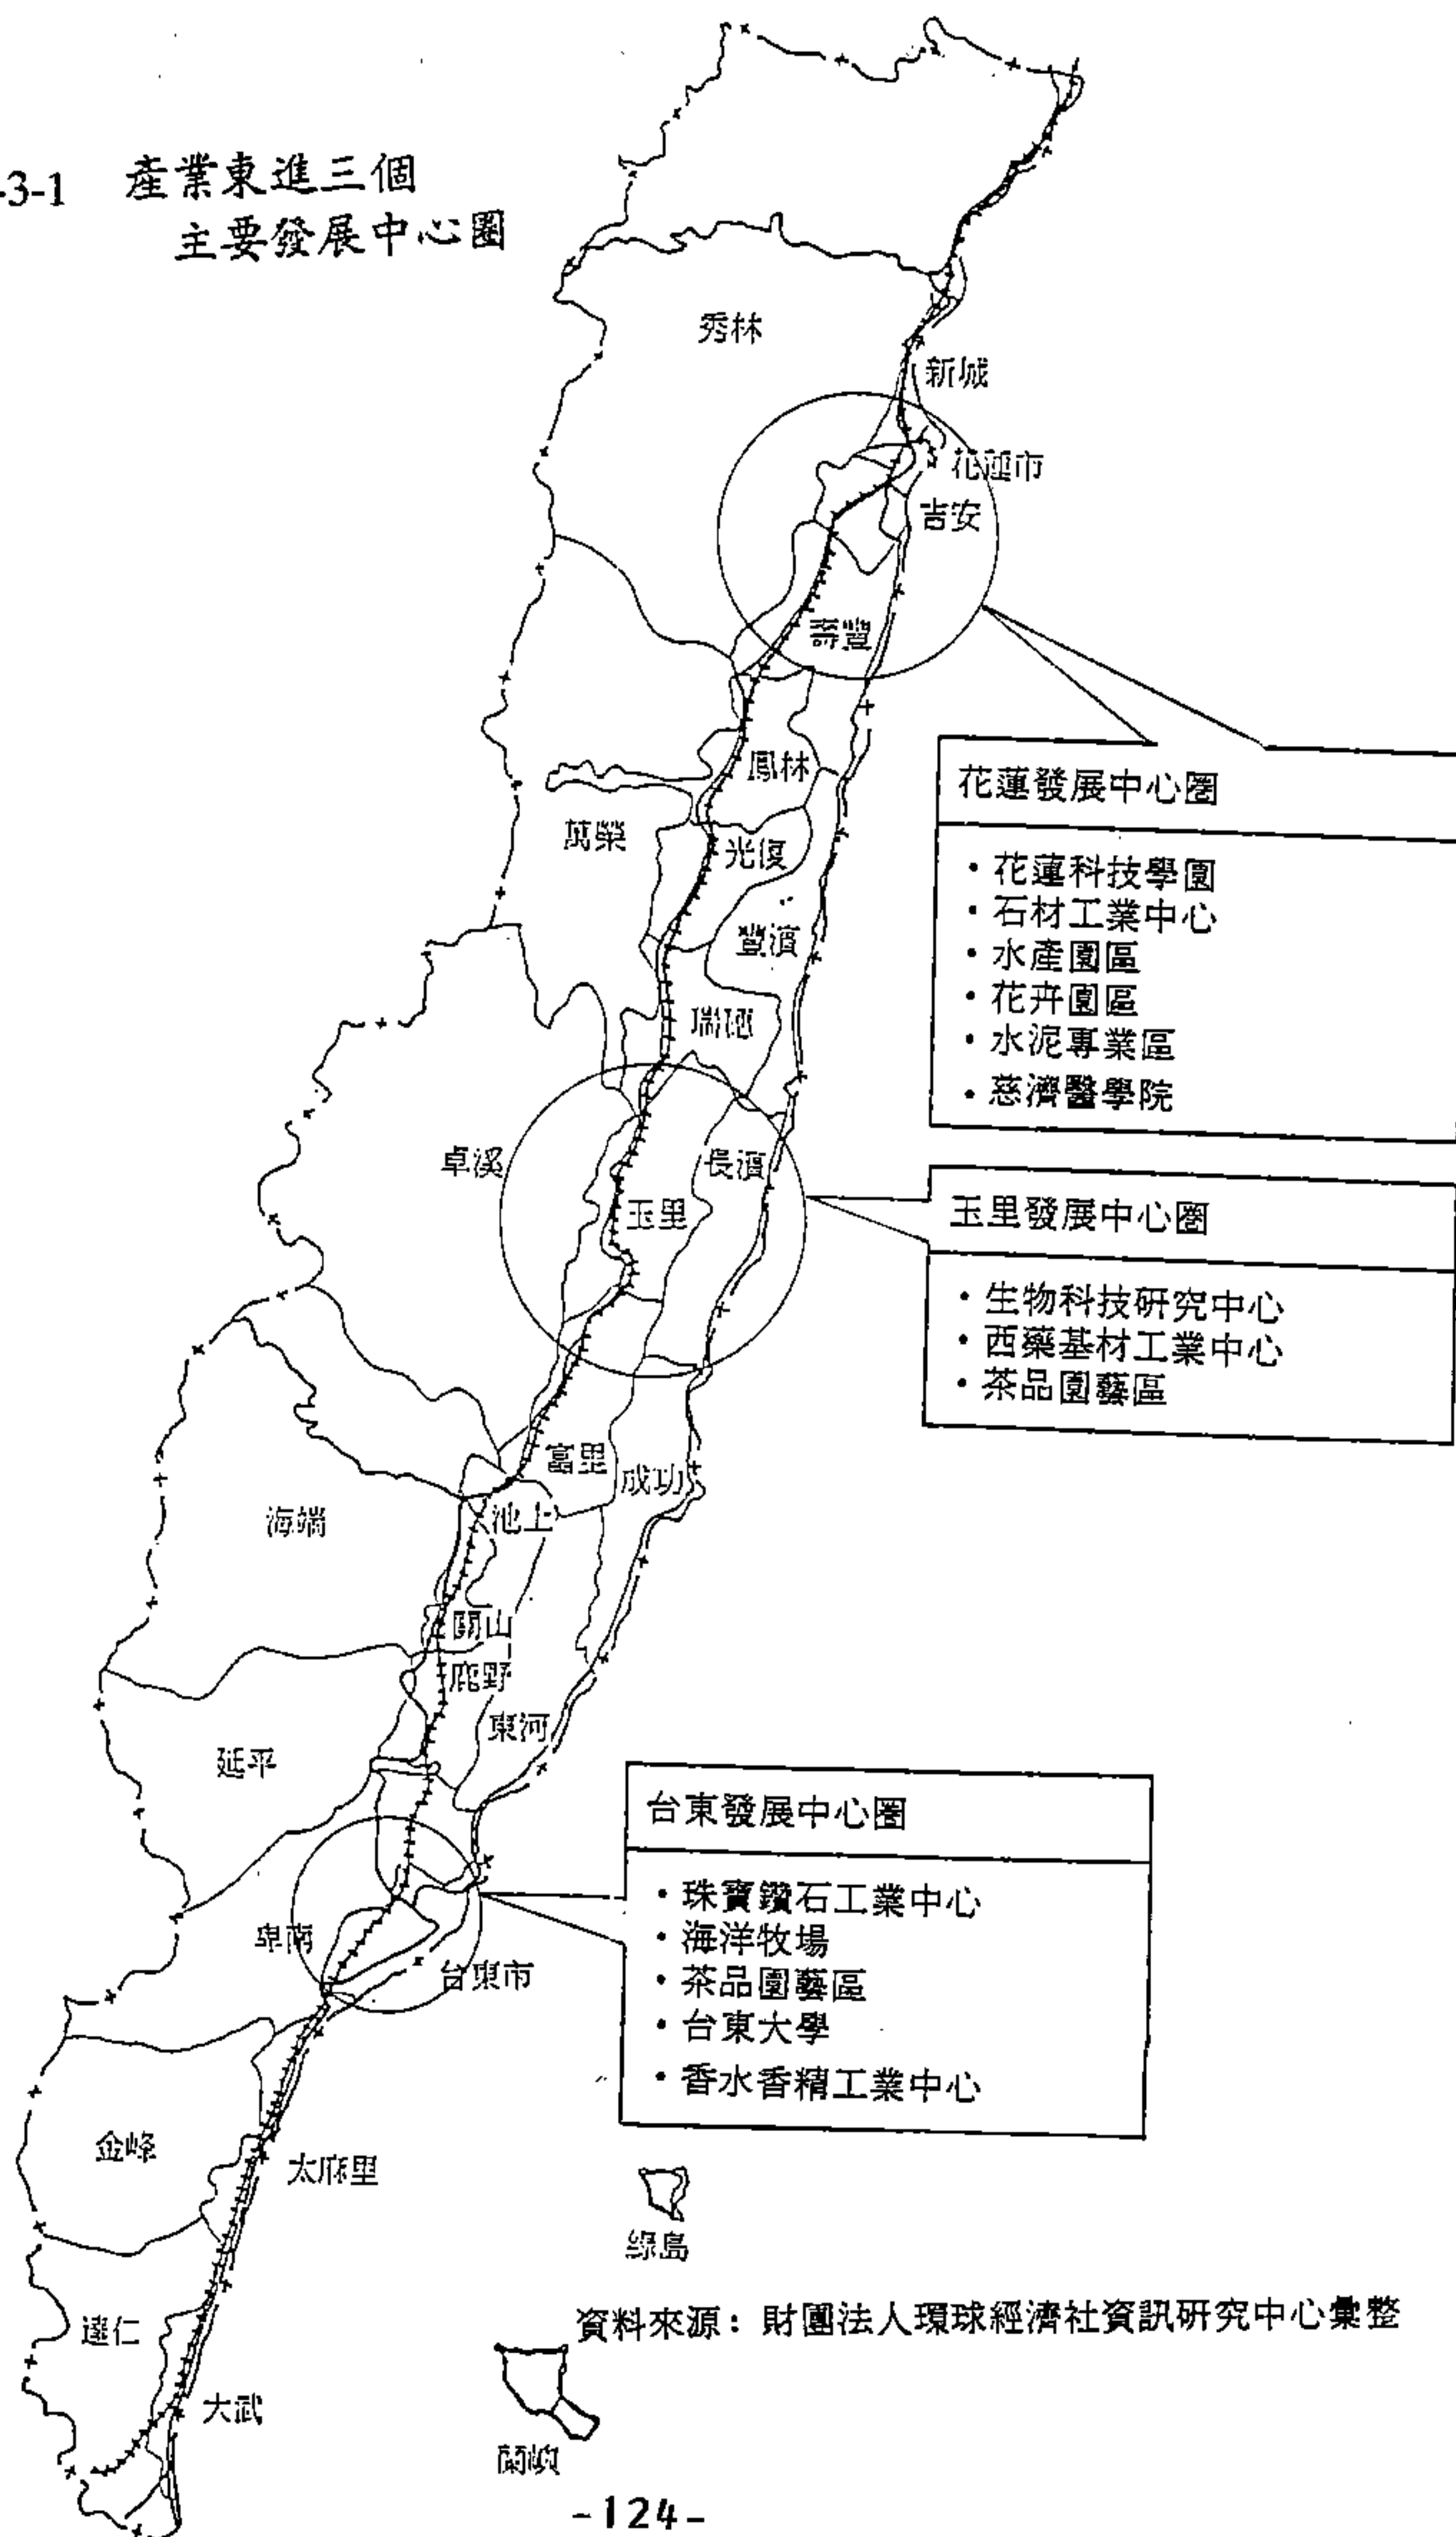 -3-1 產業東進三個
主要發展中心圈
秀林
新城
花蓮市
吉安
壽豐
鳳林
萬榮
光復
豐濱
瑞穗
卓溪
長濱
玉里
富里
成功
海端
池上
關山
鹿野
東河
延平
卑南
台東市
金峰
太麻里
達仁
大武
綠島
蘭嶼
花蓮發展中心圈
・花蓮科技學園
・石材工業中心
・水產園區
・花卉園區
・水泥專業區
・慈濟醫學院
玉里發展中心圈
・生物科技研究中心
・西藥基材工業中心
・茶品園藝區
台東發展中心圈
・珠寶鑽石工業中心
・海洋牧場
・茶品園藝區
・台東大學
・香水香精工業中心
資料來源：財團法人環球經濟社資訊研究中心彙整
-124-